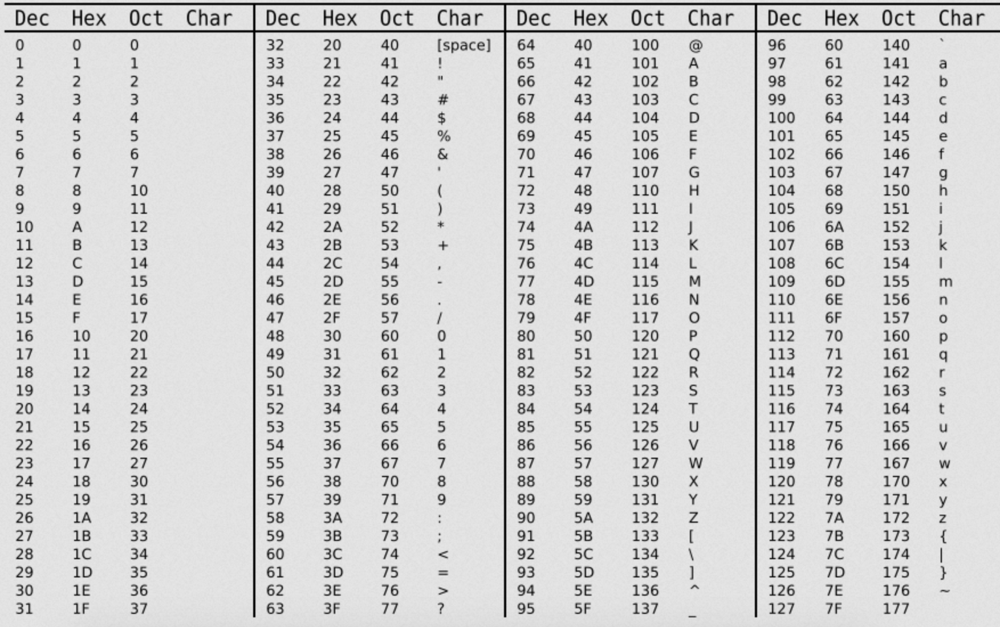 Dec Hex Oct Char Dec Hex Oct Char Dec Hex Oct Char Dec Hex Oct Char
0 0 0 32 20 40 [space] 64 40 100 @ 96 60 140 `
1 1 1 33 21 41 ! 65 41 101 A 97 61 141 a
2 2 2 34 22 42 " 66 42 102 B 98 62 142 b
3 3 3 35 23 43 # 67 43 103 C 99 63 143 c
4 4 4 36 24 44 $ 68 44 104 D 100 64 144 d
5 5 5 37 25 45 % 69 45 105 E 101 65 145 e
6 6 6 38 26 46 & 70 46 106 F 102 66 146 f
7 7 7 39 27 47 ' 71 47 107 G 103 67 147 g
8 8 10 40 28 50 ( 72 48 110 H 104 68 150 h
9 9 11 41 29 51 ) 73 49 111 I 105 69 151 i
10 A 12 42 2A 52 * 74 4A 112 J 106 6A 152 j
11 B 13 43 2B 53 + 75 4B 113 K 107 6B 153 k
12 C 14 44 2C 54 , 76 4C 114 L 108 6C 154 l
13 D 15 45 2D 55 - 77 4D 115 M 109 6D 155 m
14 E 16 46 2E 56 . 78 4E 116 N 110 6E 156 n
15 F 17 47 2F 57 / 79 4F 117 O 111 6F 157 o
16 10 20 48 30 60 0 80 50 120 P 112 70 160 p
17 11 21 49 31 61 1 81 51 121 Q 113 71 161 q
18 12 22 50 32 62 2 82 52 122 R 114 72 162 r
19 13 23 51 33 63 3 83 53 123 S 115 73 163 s
20 14 24 52 34 64 4 84 54 124 T 116 74 164 t
21 15 25 53 35 65 5 85 55 125 U 117 75 165 u
22 16 26 54 36 66 6 86 56 126 V 118 76 166 v
23 17 27 55 37 67 7 87 57 127 W 119 77 167 w
24 18 30 56 38 70 8 88 58 130 X 120 78 170 x
25 19 31 57 39 71 9 89 59 131 Y 121 79 171 y
26 1A 32 58 3A 72 : 90 5A 132 Z 122 7A 172 z
27 1B 33 59 3B 73 ; 91 5B 133 [ 123 7B 173 {
28 1C 34 60 3C 74 < 92 5C 134 \ 124 7C 174 |
29 1D 35 61 3D 75 = 93 5D 135 ] 125 7D 175 }
30 1E 36 62 3E 76 > 94 5E 136 ^ 126 7E 176 ~
31 1F 37 63 3F 77 ? 95 5F 137 _ 127 7F 177